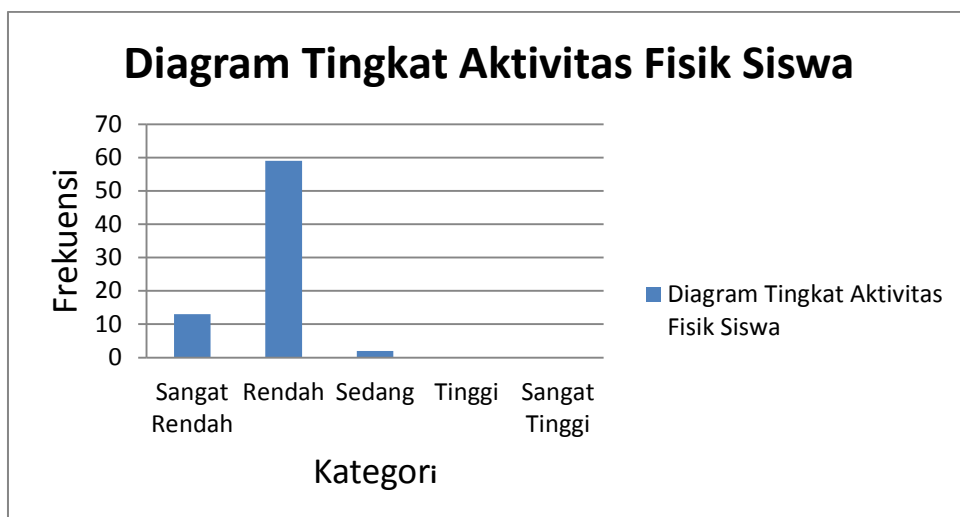 Diagram Tingkat Aktivitas Fisik Siswa
70
60
50
40
30
20
10
0
Frekuensi
Sangat Rendah Sedang Tinggi Sangat
Rendah Tinggi
Kategori
Diagram Tingkat Aktivitas
Fisik Siswa